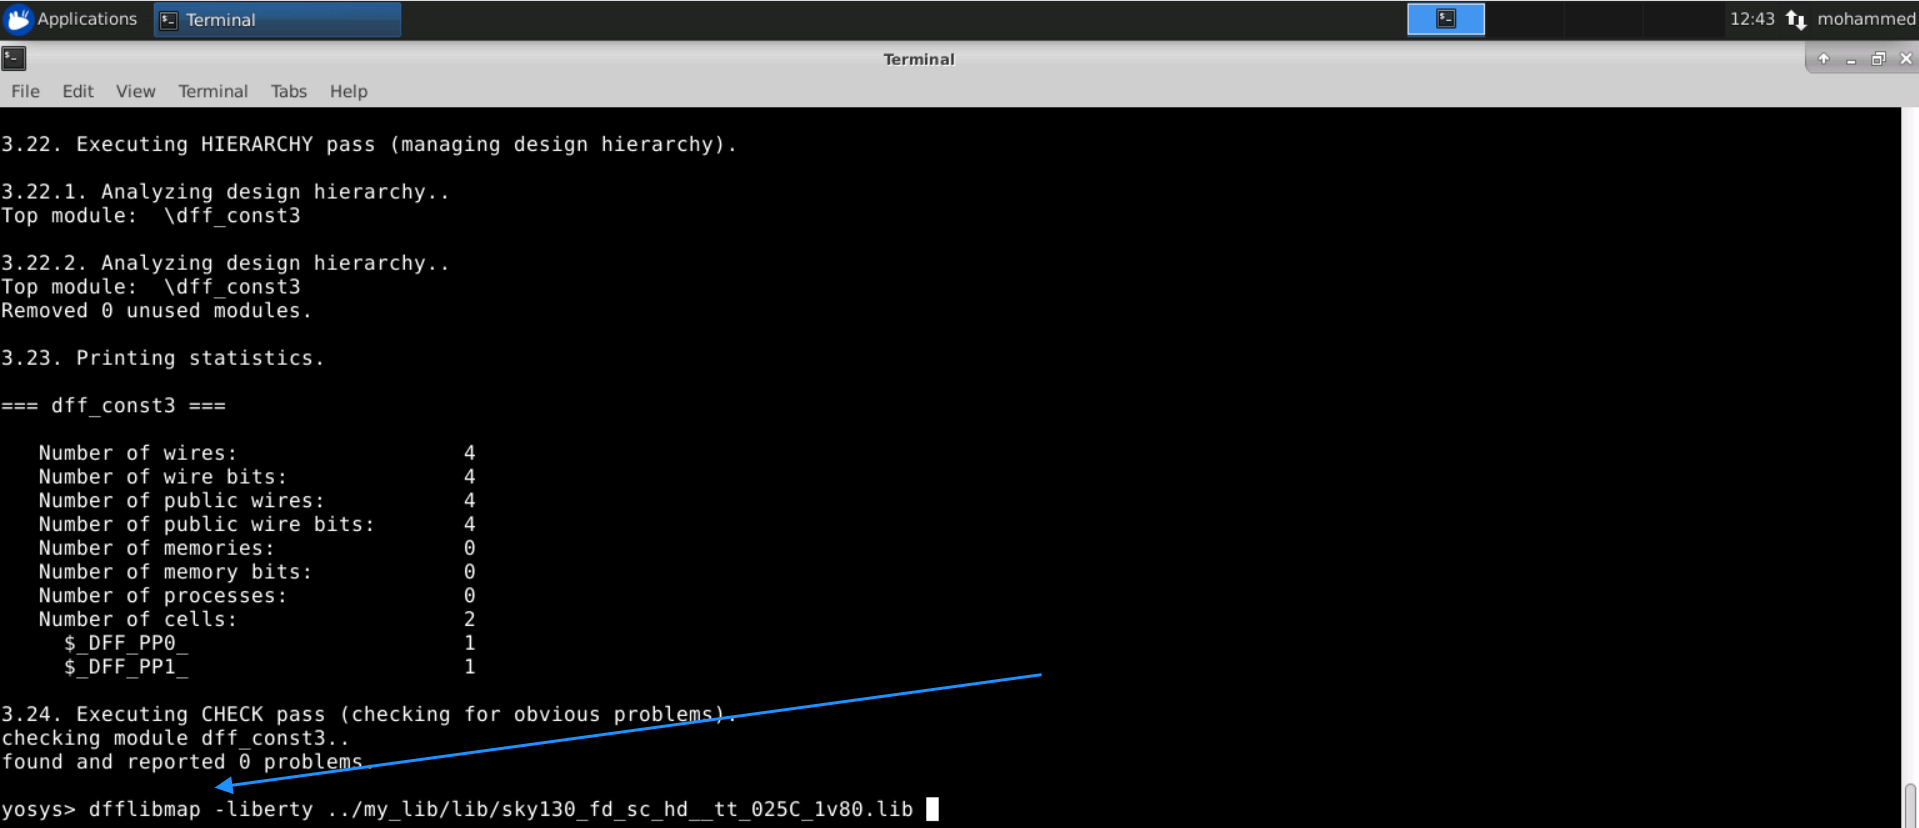 Applications Terminal 12:43 mohammed
Terminal
File Edit View Terminal Tabs Help
3.22. Executing HIERARCHY pass (managing design hierarchy).
3.22.1. Analyzing design hierarchy..
Top module:  \dff_const3
3.22.2. Analyzing design hierarchy..
Top module:  \dff_const3
Removed 0 unused modules.
3.23. Printing statistics.
=== dff_const3 ===
Number of wires: 4
Number of wire bits: 4
Number of public wires: 4
Number of public wire bits: 4
Number of memories: 0
Number of memory bits: 0
Number of processes: 0
Number of cells: 2
$_DFF_PP0_ 1
$_DFF_PP1_ 1
3.24. Executing CHECK pass (checking for obvious problems).
checking module dff_const3..
found and reported 0 problems.
yosys> dfflibmap -liberty ../my_lib/lib/sky130_fd_sc_hd__tt_025C_1v80.lib